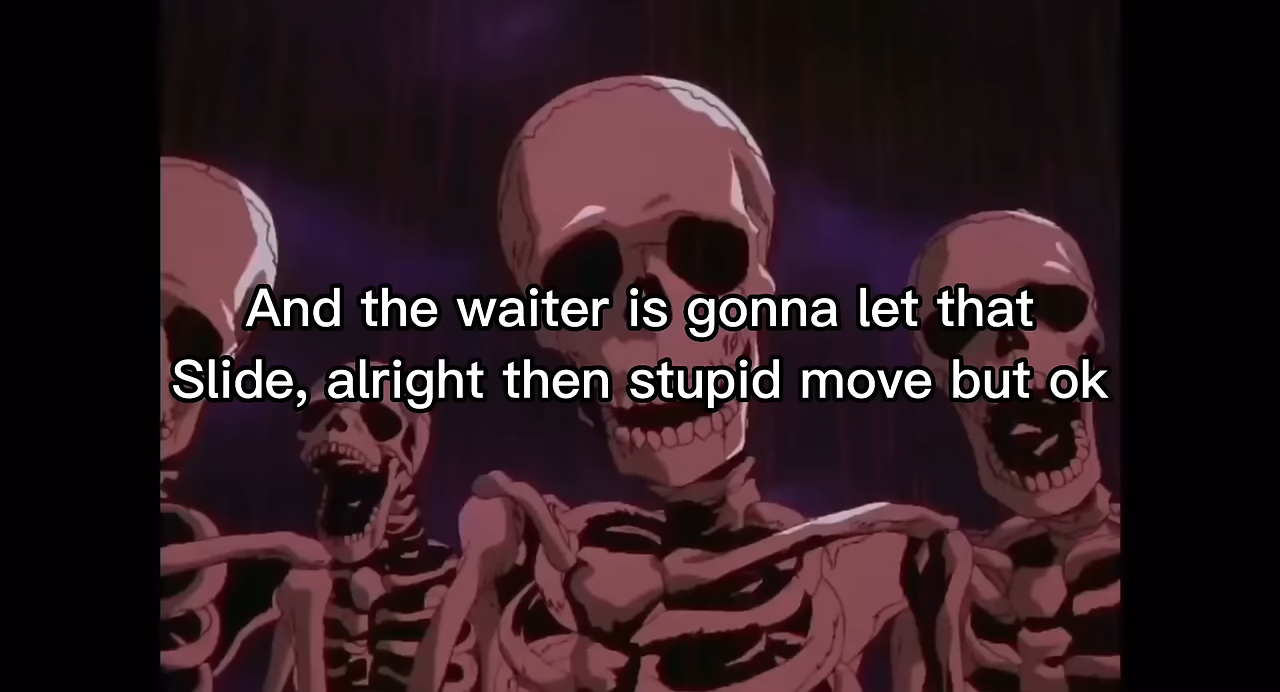 And the waiter is gonna let that
Slide, alright then stupid move but ok